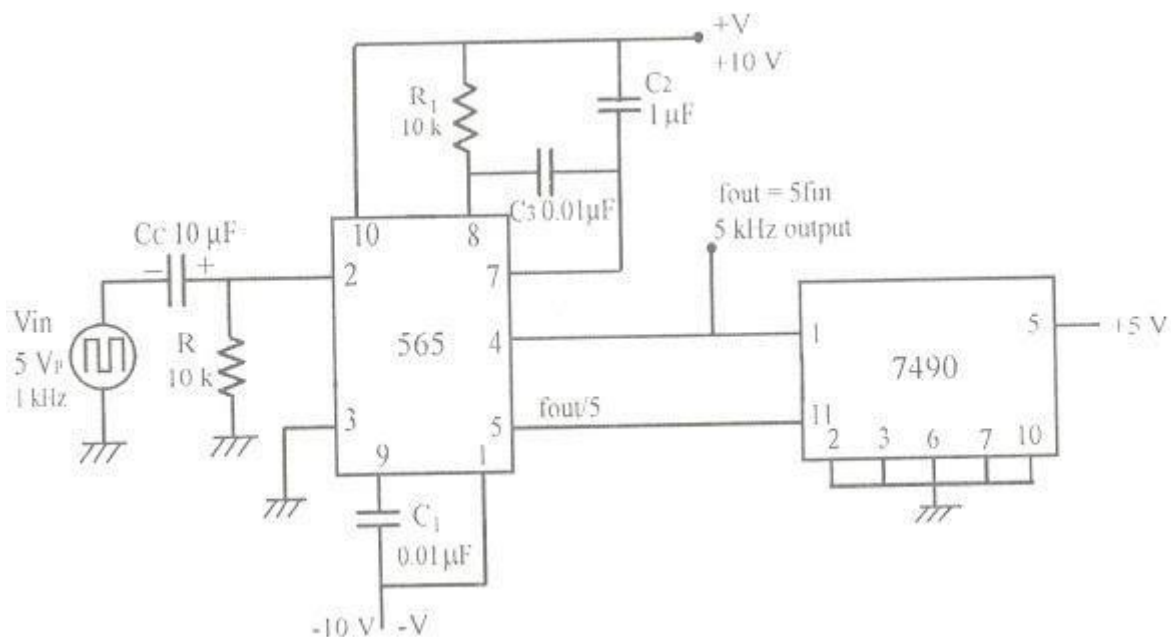 +V
+10 V
C2
1 µF
R1
10 k
C3 0.01µF
fout = 5fin
5 kHz output
10
8
CC 10 µF
−
+
2
7
Vin
5 VP
1 kHz
R
10 k
565
4
1
5
+5 V
7490
3
5
fout/5
11
9
1
2
3
6
7
10
C1
0.01µF
-10 V
-V